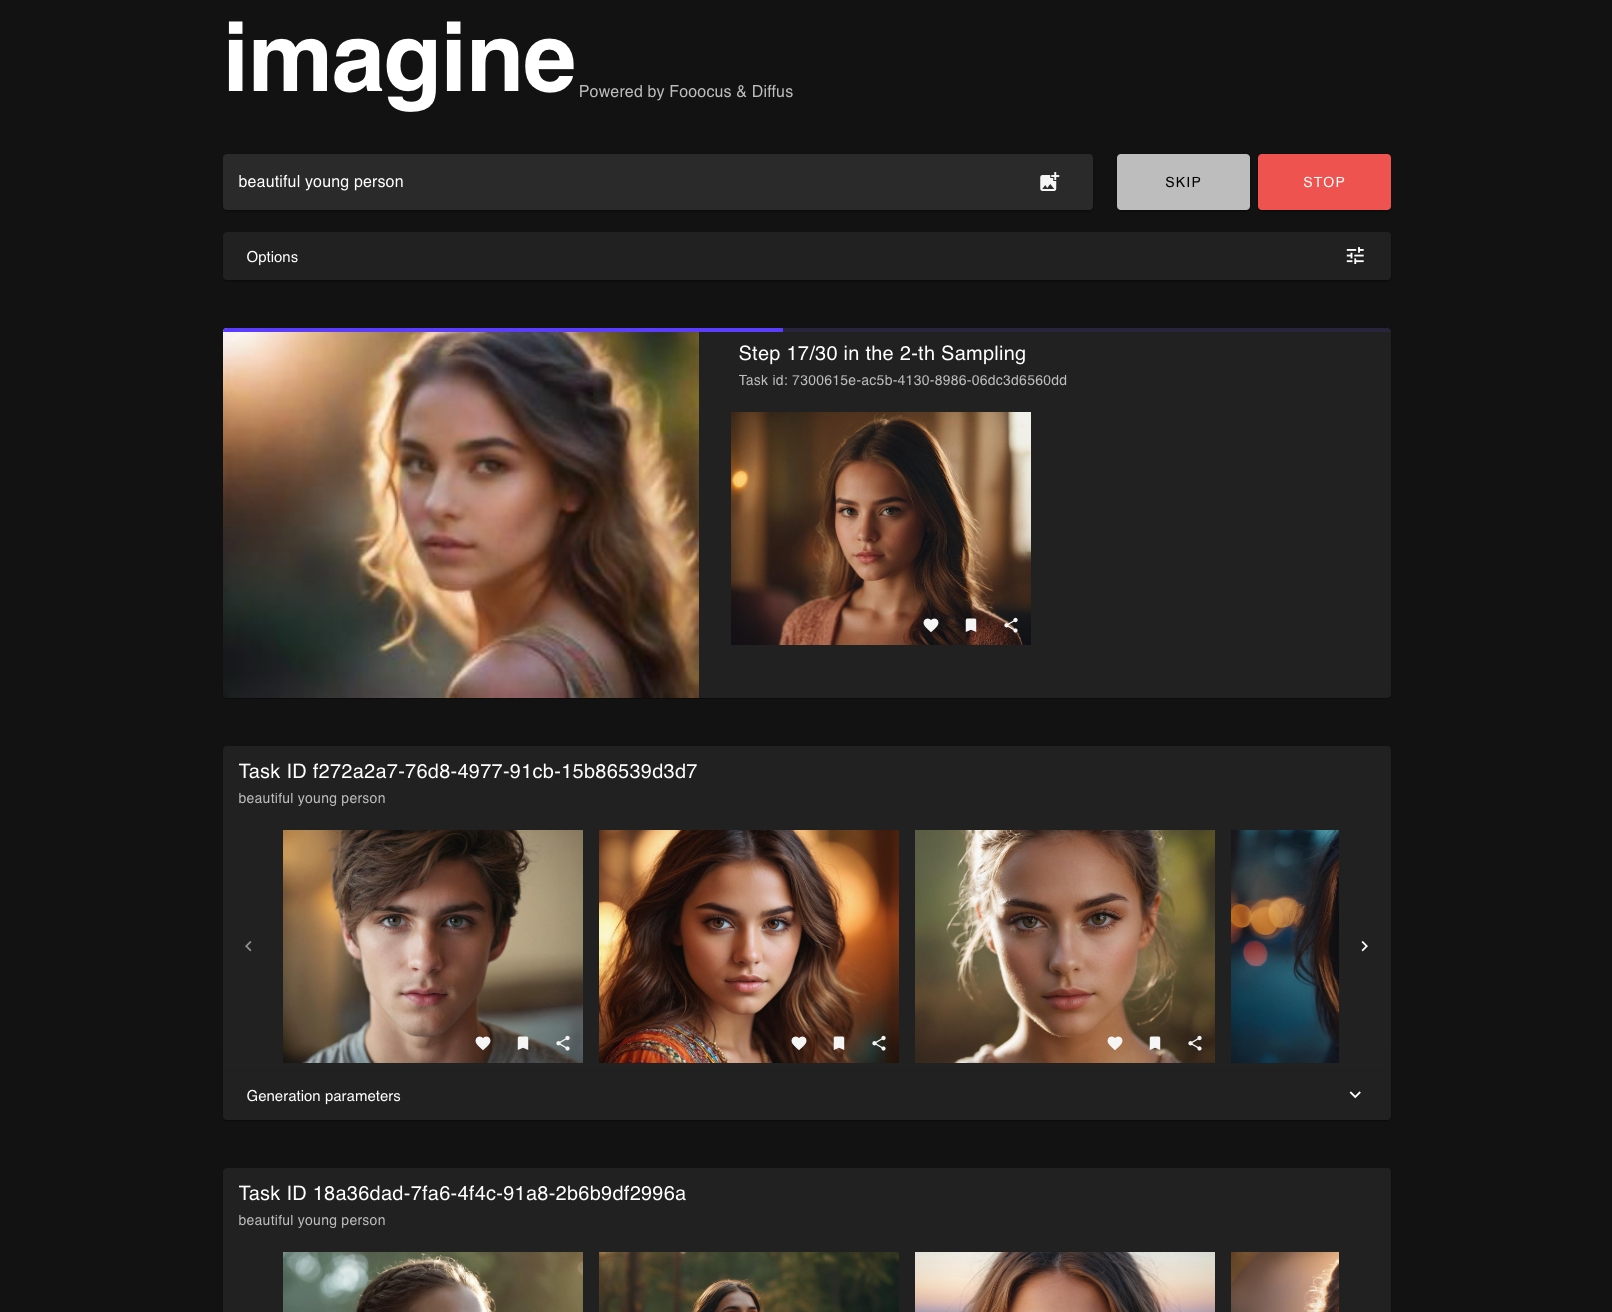 imagine Powered by Fooocus & Diffus
beautiful young person
SKIP
STOP
Options
Step 17/30 in the 2-th Sampling
Task id: 7300615e-ac5b-4130-8986-06dc3d6560dd
Task ID f272a2a7-76d8-4977-91cb-15b86539d3d7
beautiful young person
Generation parameters
Task ID 18a36dad-7fa6-4f4c-91a8-2b6b9df2996a
beautiful young person